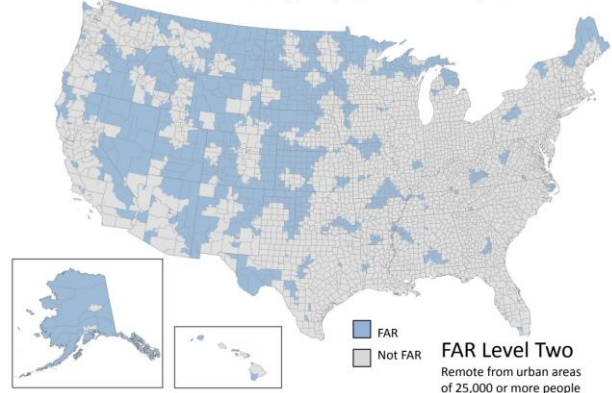 FAR
Not FAR
FAR Level Two
Remote from urban areas
of 25,000 or more people